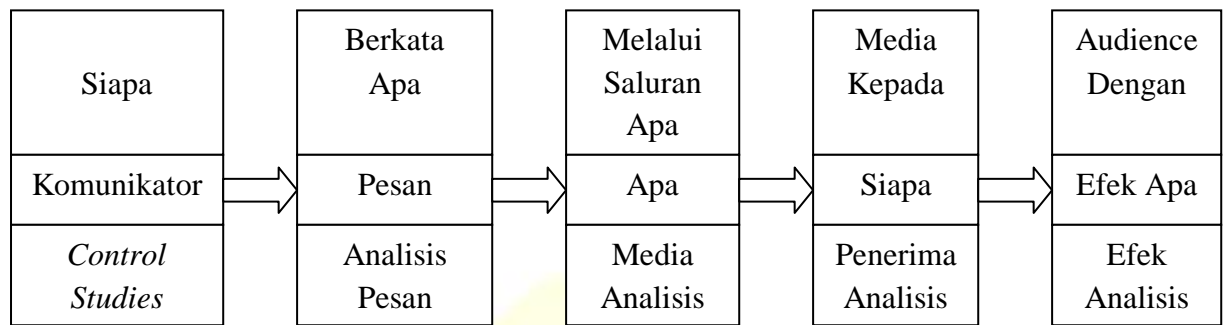 Siapa
Komunikator
Control
Studies
Berkata
Apa
Pesan
Analisis
Pesan
Melalui
Saluran
Apa
Apa
Media
Analisis
Media
Kepada
Siapa
Penerima
Analisis
Audience
Dengan
Efek Apa
Efek
Analisis